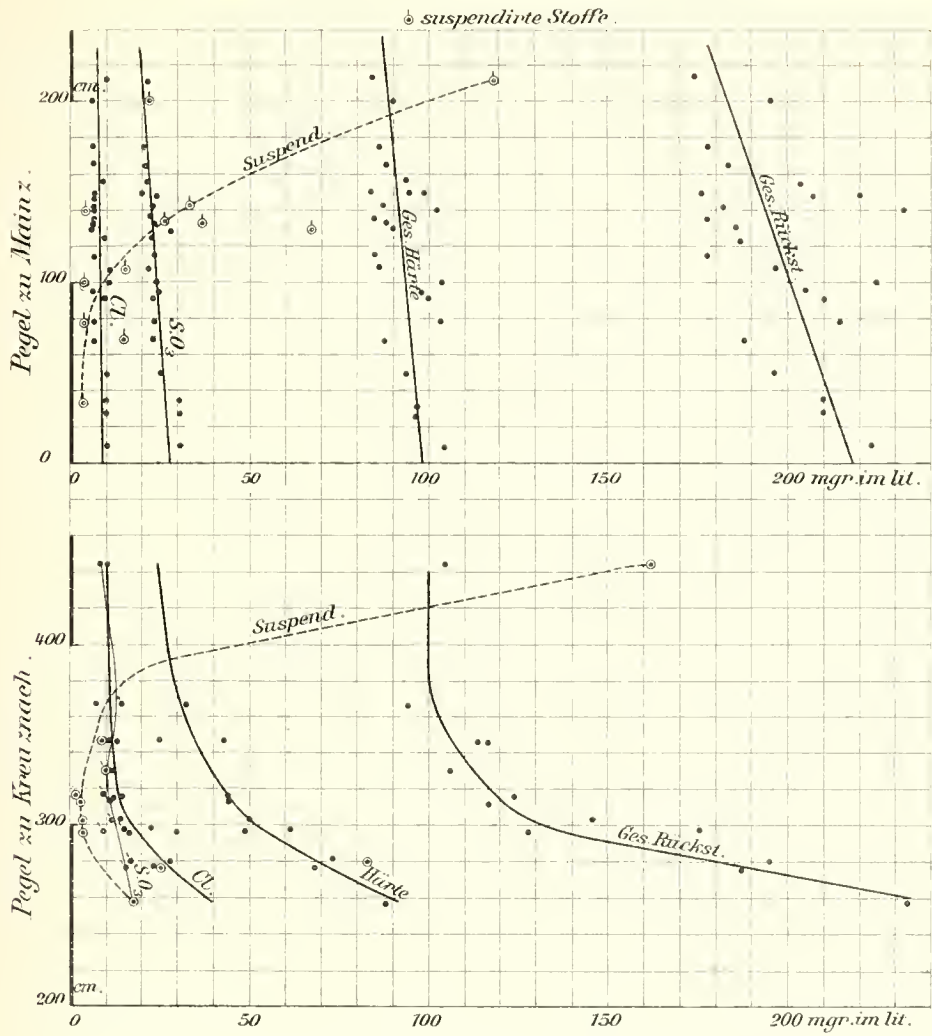 suspendirte Stoffe.
Pegel zu Mainz.
cm.
200
100
0
Suspend.
Cl.
S.O3
Ges. Härte
Ges. Rückst.
0 50 100 150 200 mgr. im lit.
Pegel zu Kreuznach.
400
300
200
cm.
Suspend.
S.O3
Cl.
Härte
Ges. Rückst.
0 50 100 150 200 mgr. im lit.